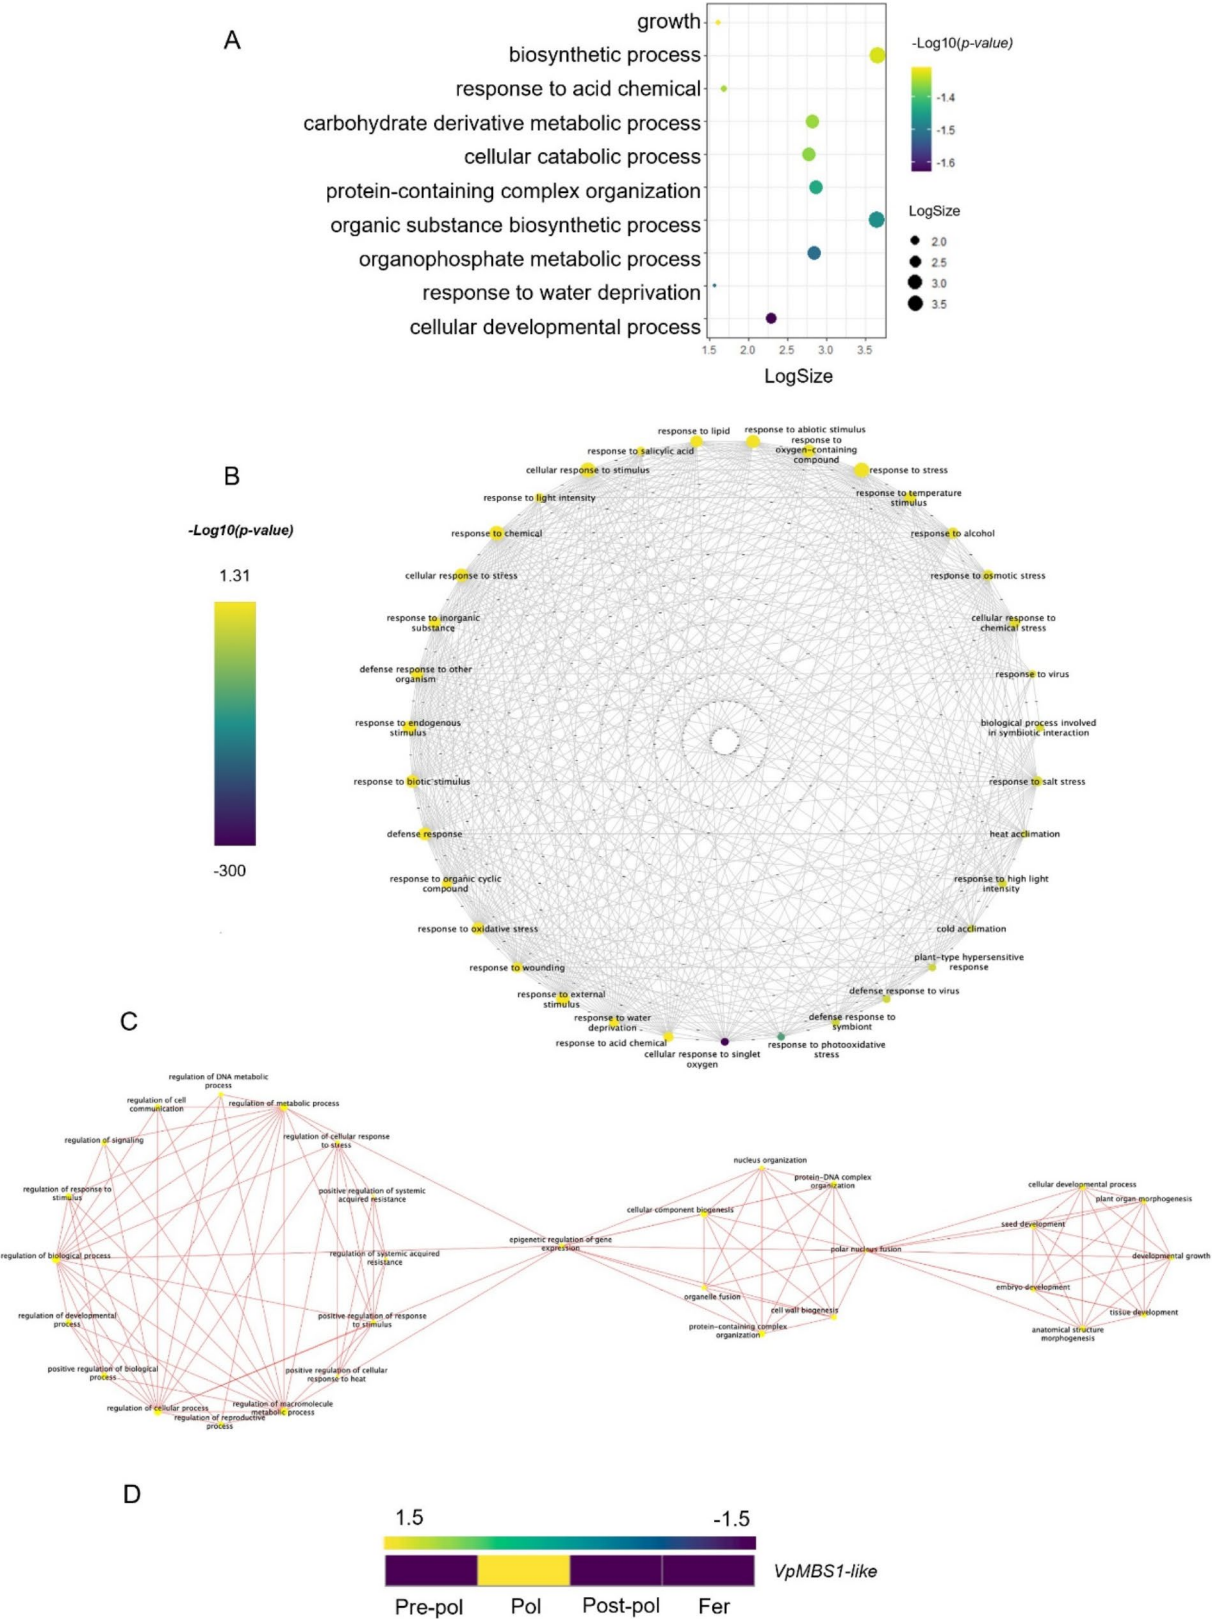 A
growth
biosynthetic process
response to acid chemical
carbohydrate derivative metabolic process
cellular catabolic process
protein-containing complex organization
organic substance biosynthetic process
organophosphate metabolic process
response to water deprivation
cellular developmental process
1.5 2.0 2.5 3.0 3.5
LogSize
-Log10(p-value)
-1.4
-1.5
-1.6
LogSize
2.0
2.5
3.0
3.5
B
-Log10(p-value)
1.31
-300
response to lipid
response to abiotic stimulus
response to
oxygen-containing
compound
response to salicylic acid
cellular response to stimulus
response to stress
response to light intensity
response to temperature
stimulus
response to chemical
response to alcohol
cellular response to stress
response to osmotic stress
response to inorganic
substance
cellular response to
chemical stress
defense response to other
organism
response to virus
response to endogenous
stimulus
biological process involved
in symbiotic interaction
response to biotic stimulus
response to salt stress
defense response
heat acclimation
response to organic cyclic
compound
response to high light
intensity
response to oxidative stress
cold acclimation
response to wounding
plant-type hypersensitive
response
response to external
stimulus
defense response to virus
response to water
deprivation
defense response to
symbiont
response to acid chemical
cellular response to singlet
oxygen
response to photooxidative
stress
C
regulation of DNA metabolic
process
regulation of cell
communication
regulation of metabolic process
regulation of signaling
regulation of cellular response
to stress
regulation of response to
stimulus
positive regulation of systemic
acquired resistance
regulation of biological process
regulation of systemic acquired
resistance
regulation of developmental
process
positive regulation of response
to stimulus
positive regulation of biological
process
positive regulation of cellular
response to heat
regulation of cellular process
regulation of macromolecule
metabolic process
regulation of reproductive
process
epigenetic regulation of gene
expression
nucleus organization
protein-DNA complex
organization
cellular component biogenesis
polar nucleus fusion
organelle fusion
cell wall biogenesis
protein-containing complex
organization
cellular developmental process
plant organ morphogenesis
seed development
developmental growth
embryo development
tissue development
anatomical structure
morphogenesis
D
1.5 -1.5
VpMBS1-like
Pre-pol Pol Post-pol Fer